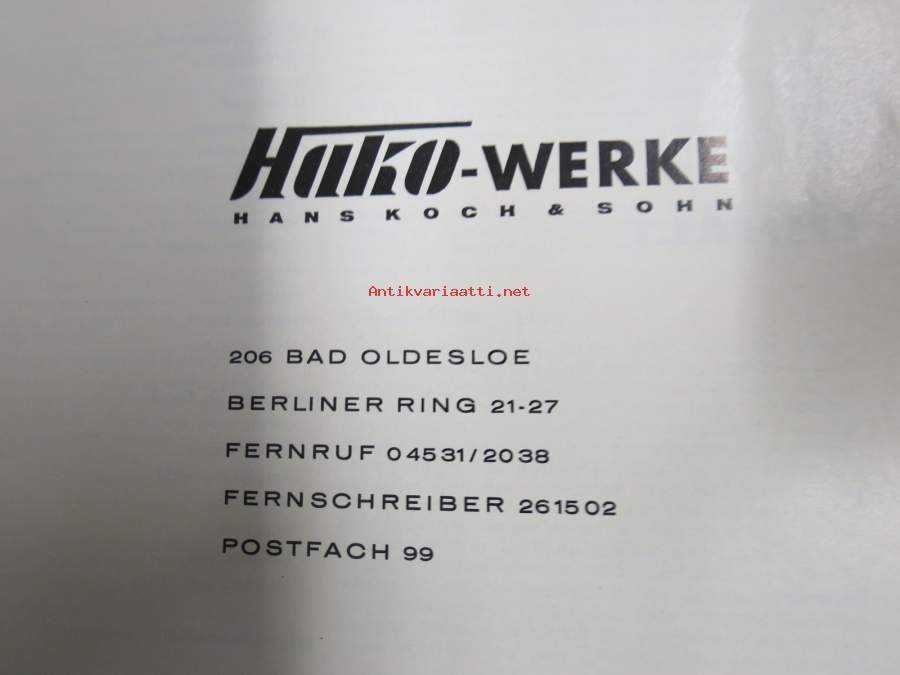 Hako-WERKE
HANS KOCH & SOHN
Antikvariaatti.net
206 BAD OLDESLOE
BERLINER RING 21-27
FERNRUF 04531/2038
FERNSCHREIBER 261502
POSTFACH 99